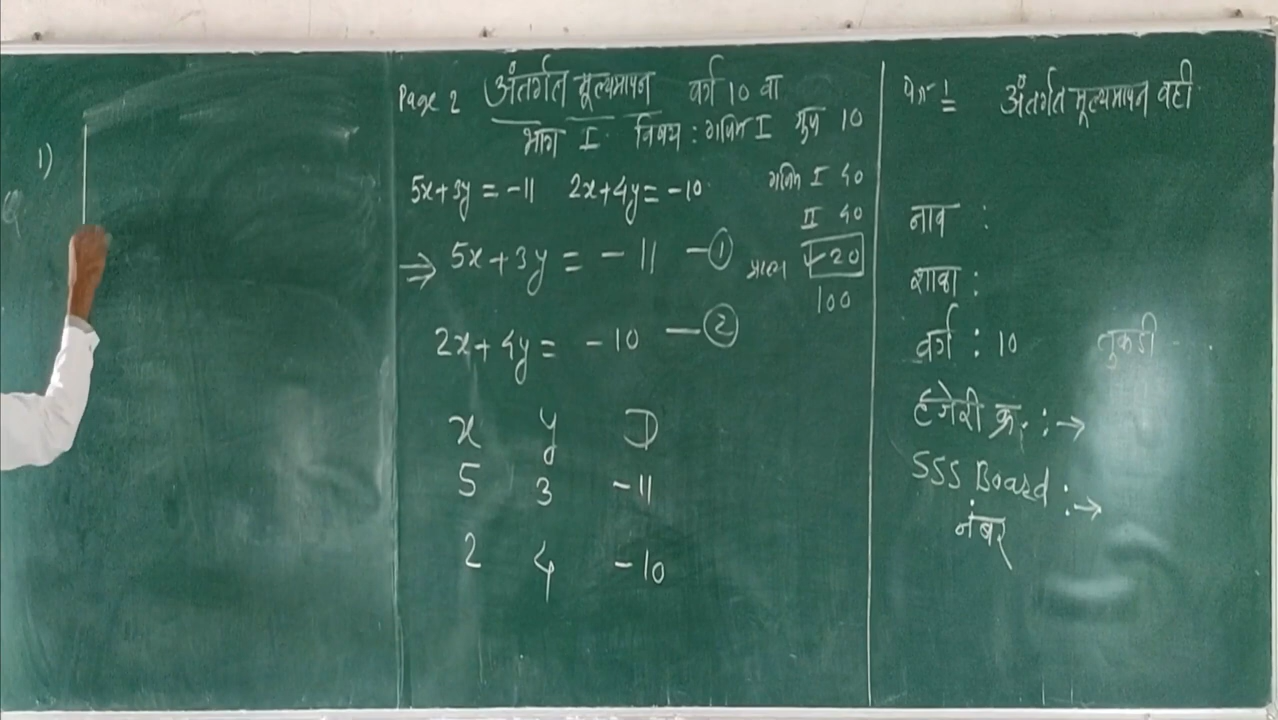 1)
Page 2 अंतर्गत मूल्यमापन वर्ग 10 वा
भाग I विषय : गणित I गुण 10
5x+3y = -11 2x+4y = -10
गणित I 40
II 40
20
100
⇒ 5x+3y = -11 —①
2x+4y = -10 —②
x y D
5 3 -11
2 4 -10
पेज 1 अंतर्गत मूल्यमापन वही
नाव :
शाळा :
वर्ग : 10 तुकडी
हजेरी क्र. : →
SSS Board : →
नंबर